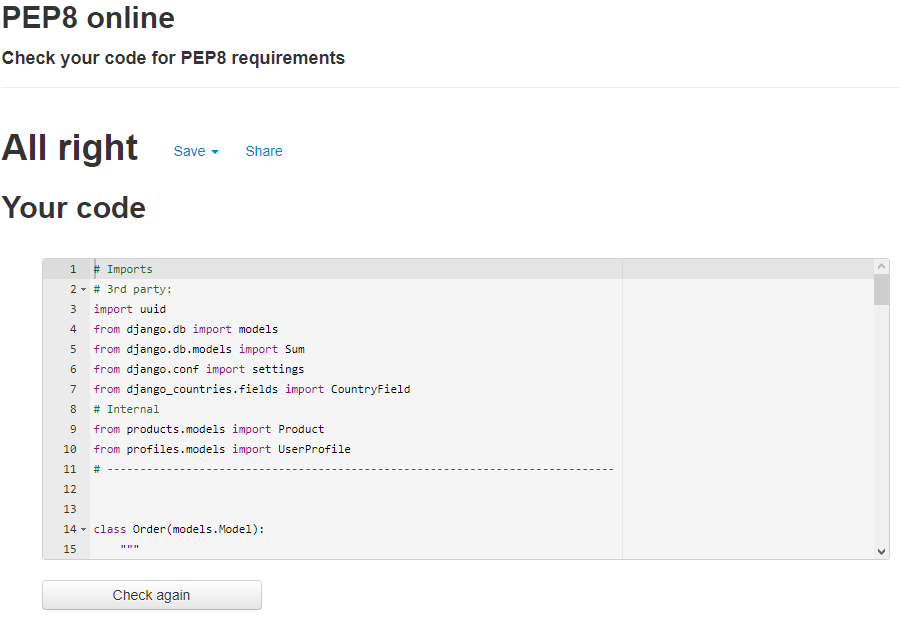 PEP8 online
Check your code for PEP8 requirements
All right Save Share
Your code
1 # Imports
2 # 3rd party:
3 import uuid
4 from django.db import models
5 from django.db.models import Sum
6 from django.conf import settings
7 from django_countries.fields import CountryField
8 # Internal
9 from products.models import Product
10 from profiles.models import UserProfile
11 # -----------------------------------------------------------------------------
12
13
14 class Order(models.Model):
15 """
Check again